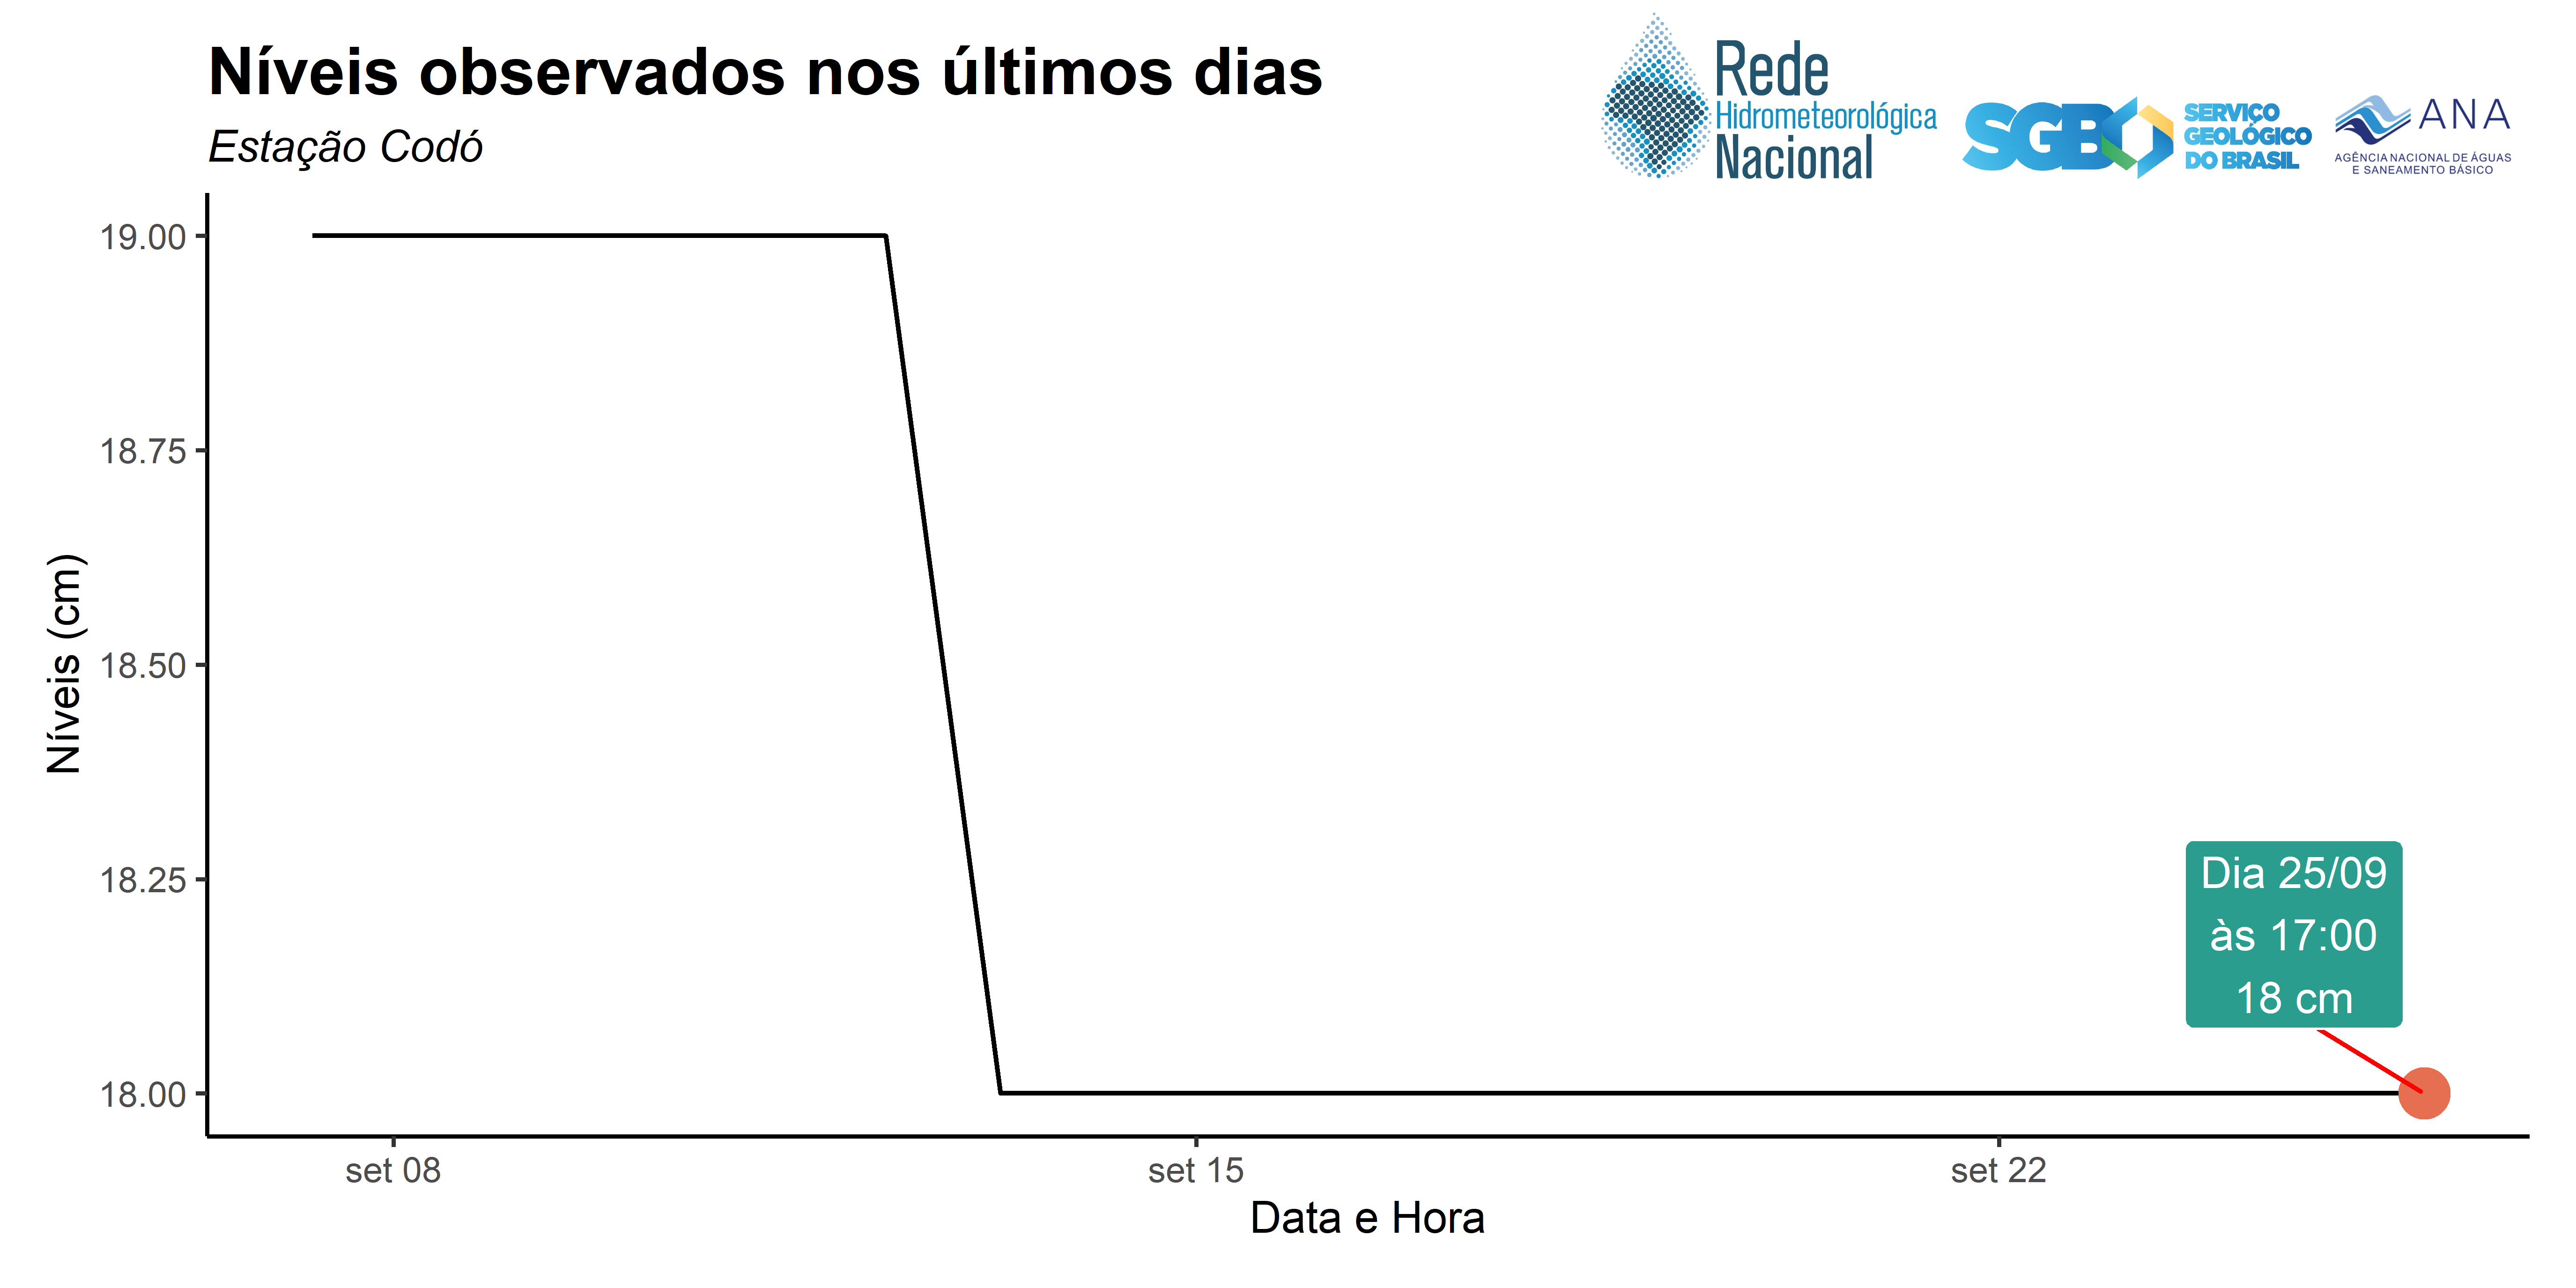 Níveis observados nos últimos dias
Estação Codó
Rede
Hidrometeorológica
Nacional
SGB
SERVIÇO
GEOLÓGICO
DO BRASIL
ANA
AGÊNCIA NACIONAL DE ÁGUAS
E SANEAMENTO BÁSICO
Níveis (cm)
19.00
18.75
18.50
18.25
18.00
Dia 25/09
às 17:00
18 cm
set 08
set 15
set 22
Data e Hora